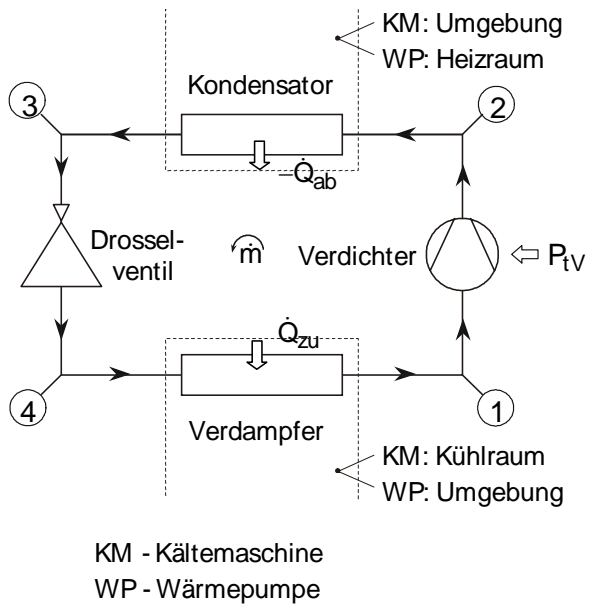 KM: Umgebung
WP: Heizraum
Kondensator
3
2
–Q̇ab
Drossel-
ventil
ṁ
Verdichter
PtV
Q̇zu
4
1
Verdampfer
KM: Kühlraum
WP: Umgebung
KM - Kältemaschine
WP - Wärmepumpe